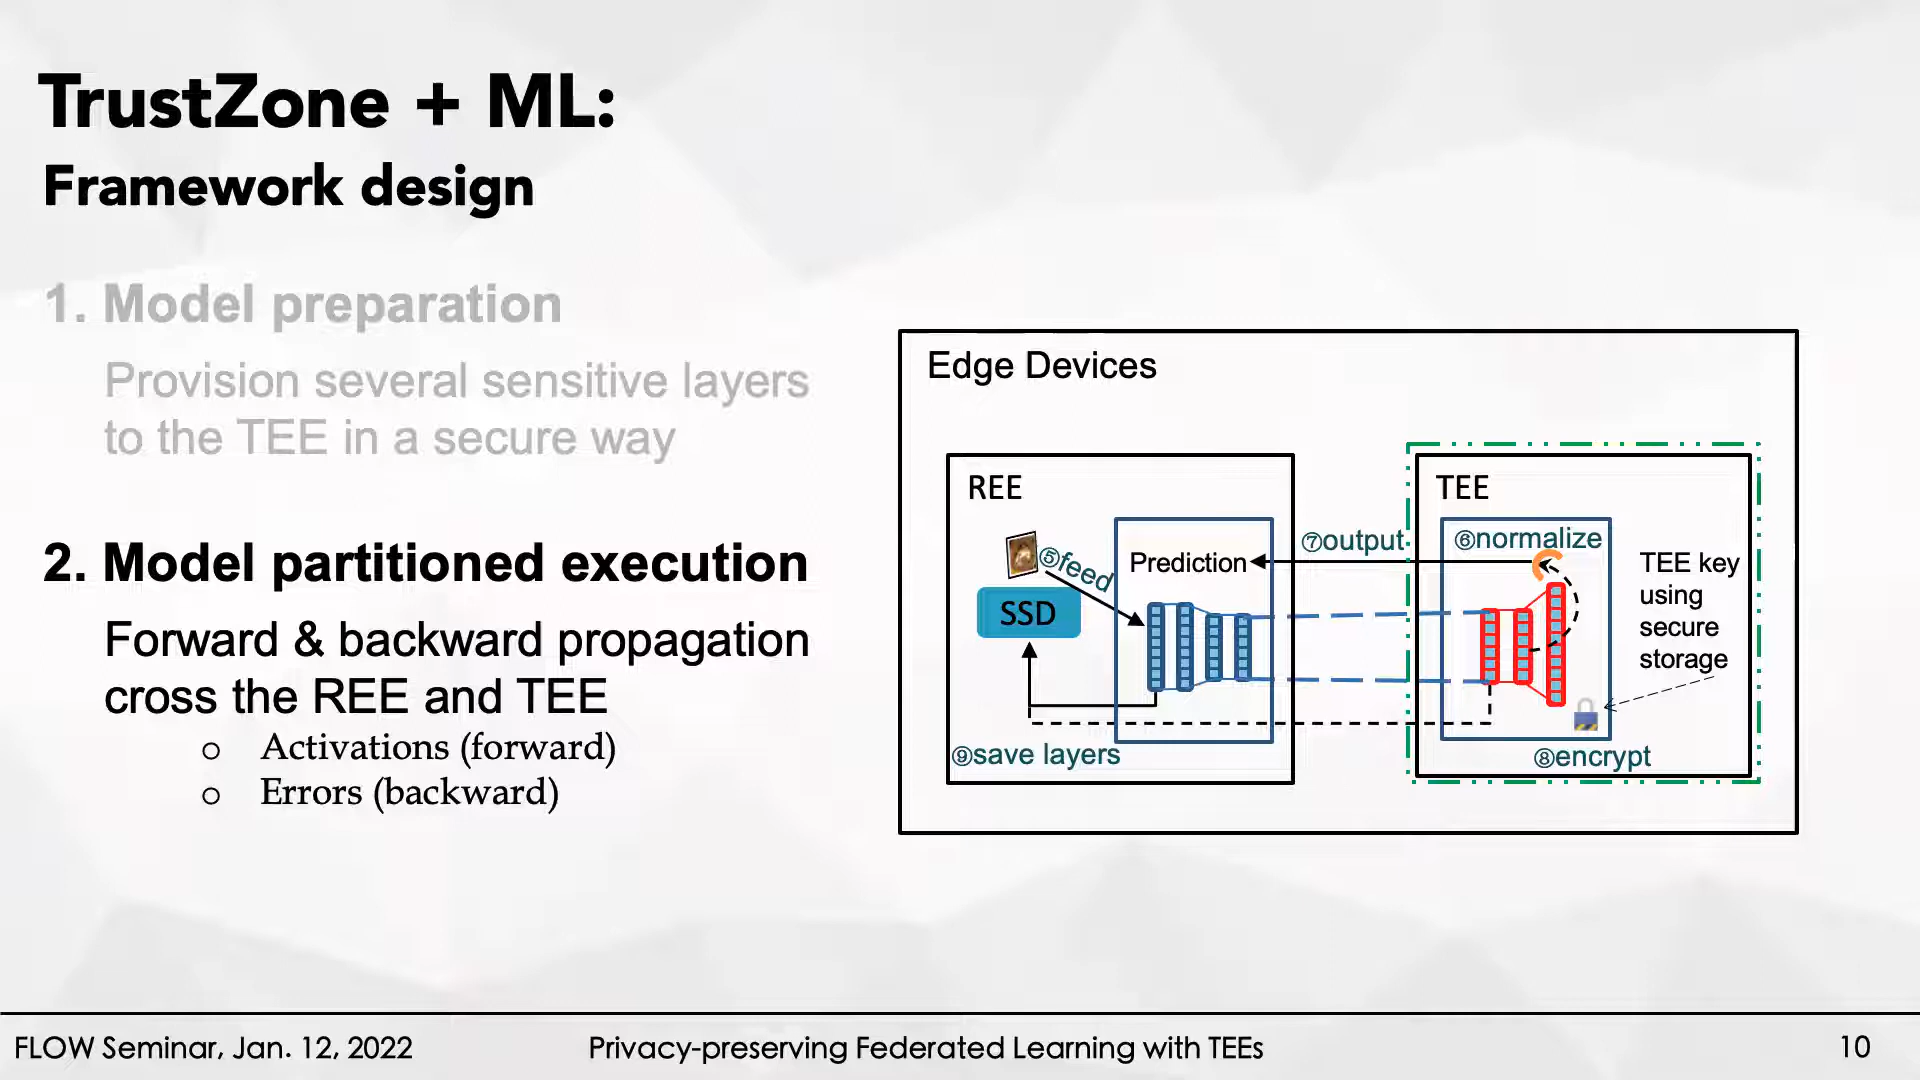 TrustZone + ML:
Framework design
1. Model preparation
Provision several sensitive layers
to the TEE in a secure way
2. Model partitioned execution
Forward & backward propagation
cross the REE and TEE
o Activations (forward)
o Errors (backward)
Edge Devices
REE
⑤feed
SSD
Prediction
⑨save layers
⑦output
TEE
⑥normalize
TEE key
using
secure
storage
⑧encrypt
FLOW Seminar, Jan. 12, 2022
Privacy-preserving Federated Learning with TEEs
10